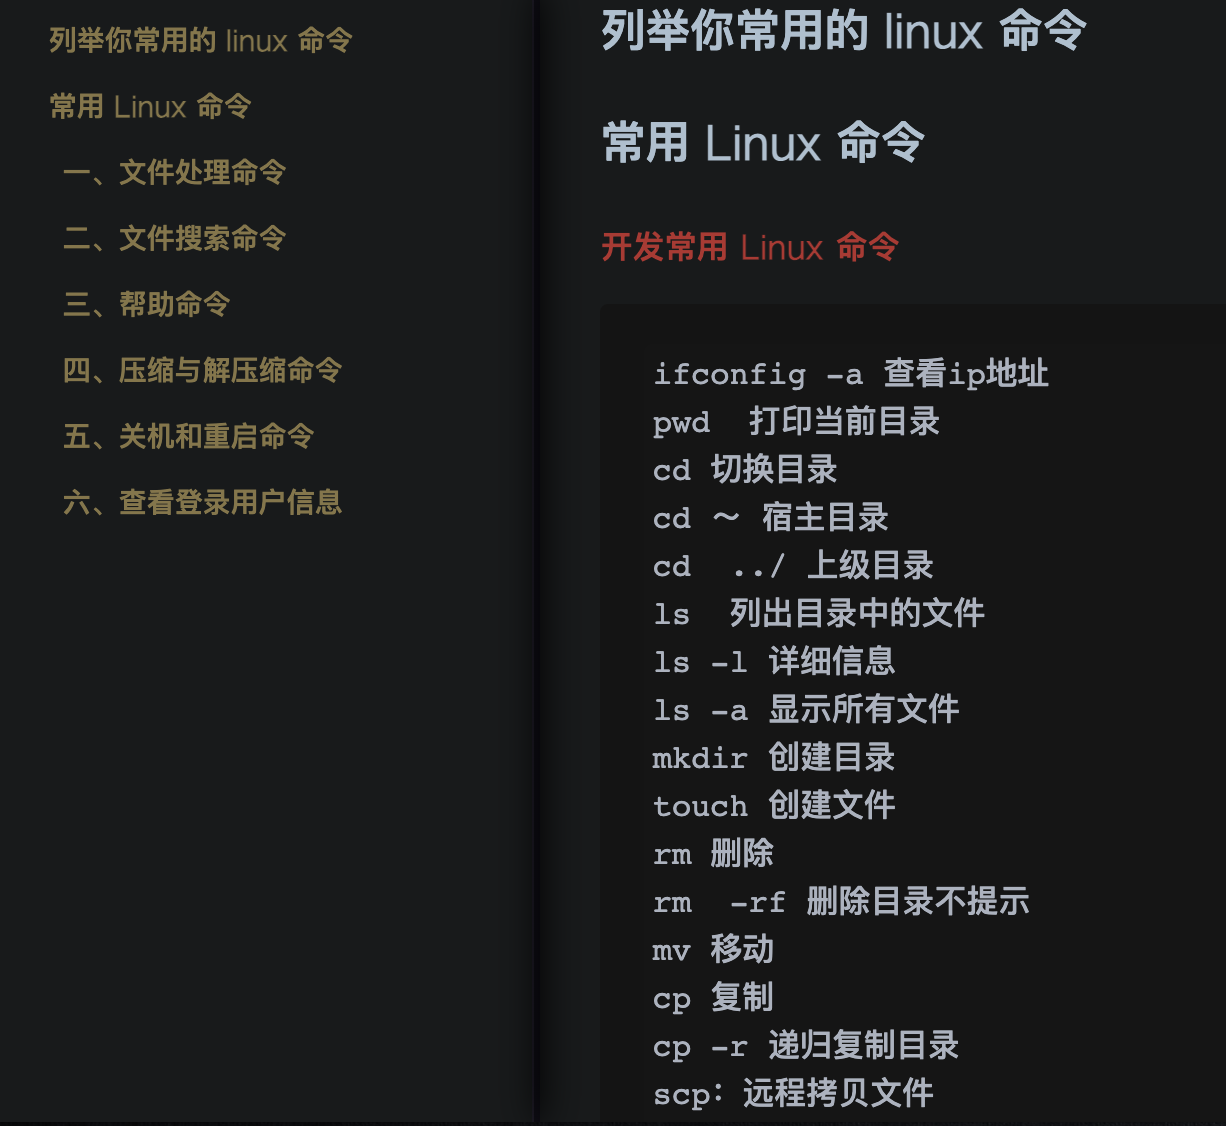 列举你常用的 linux 命令
常用 Linux 命令
一、文件处理命令
二、文件搜索命令
三、帮助命令
四、压缩与解压缩命令
五、关机和重启命令
六、查看登录用户信息
列举你常用的 linux 命令
常用 Linux 命令
开发常用 Linux 命令
ifconfig -a 查看ip地址
pwd  打印当前目录
cd 切换目录
cd ～ 宿主目录
cd  ../ 上级目录
ls  列出目录中的文件
ls -l 详细信息
ls -a 显示所有文件
mkdir 创建目录
touch 创建文件
rm 删除
rm  -rf 删除目录不提示
mv 移动
cp 复制
cp -r 递归复制目录
scp：远程拷贝文件